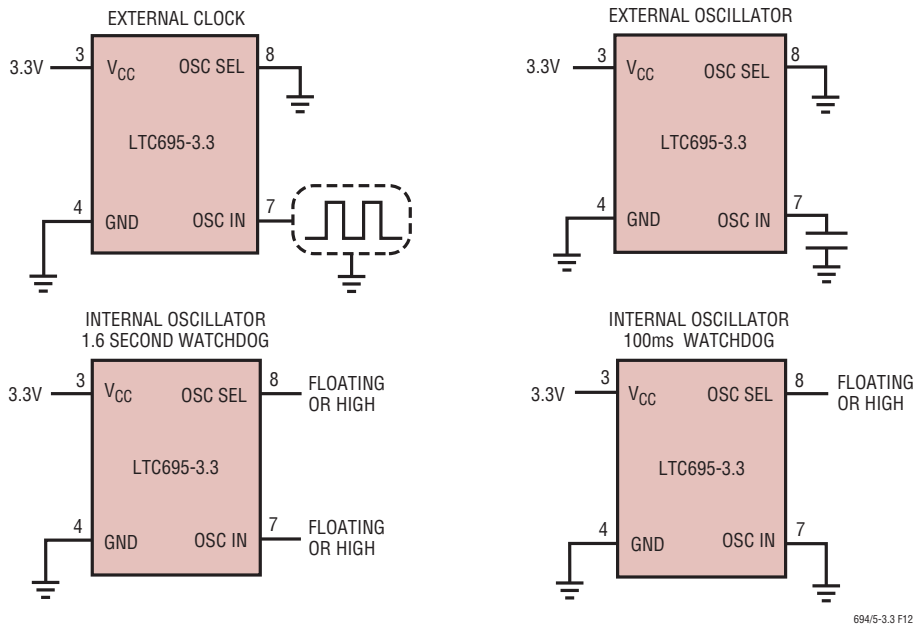 EXTERNAL CLOCK
3.3V
3
VCC
OSC SEL
8
LTC695-3.3
4
GND
OSC IN
7
EXTERNAL OSCILLATOR
3.3V
3
VCC
OSC SEL
8
LTC695-3.3
4
GND
OSC IN
7
INTERNAL OSCILLATOR
1.6 SECOND WATCHDOG
3.3V
3
VCC
OSC SEL
8
FLOATING
OR HIGH
LTC695-3.3
4
GND
OSC IN
7
FLOATING
OR HIGH
INTERNAL OSCILLATOR
100ms WATCHDOG
3.3V
3
VCC
OSC SEL
8
FLOATING
OR HIGH
LTC695-3.3
4
GND
OSC IN
7
694/5-3.3 F12